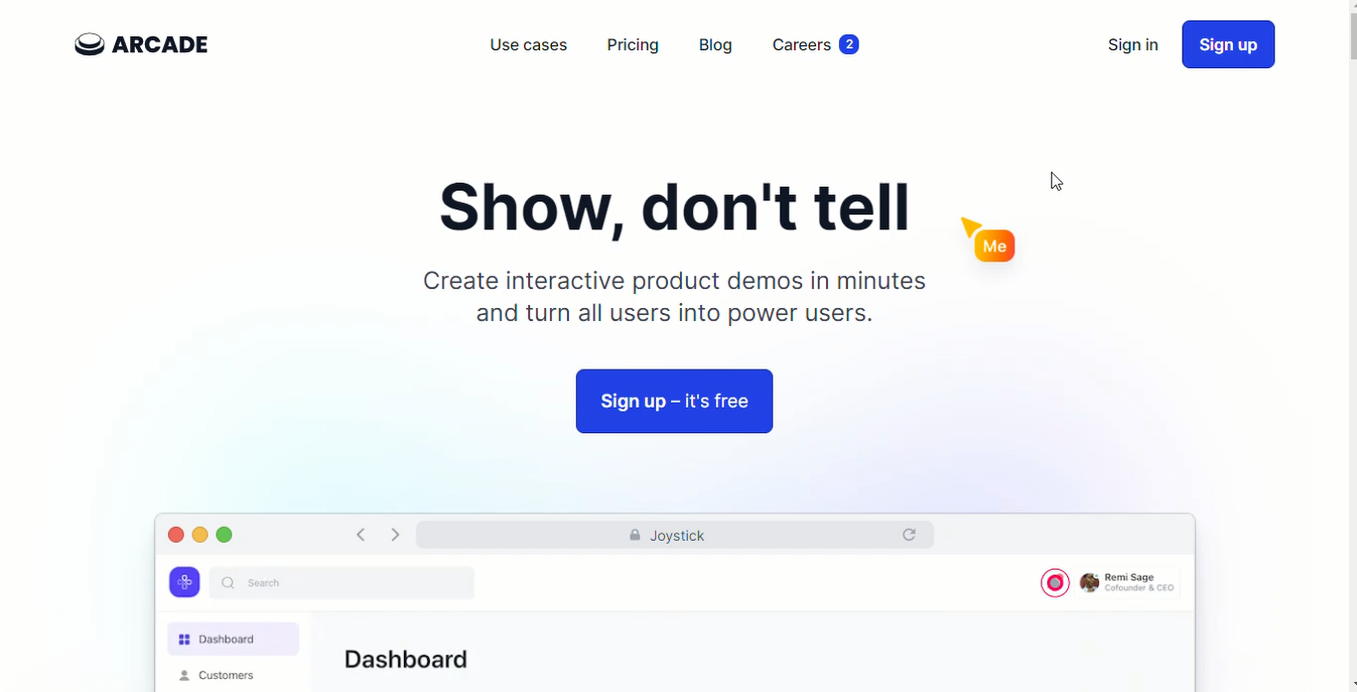 ARCADE
Use cases
Pricing
Blog
Careers 2
Sign in
Sign up
Show, don't tell
Me
Create interactive product demos in minutes
and turn all users into power users.
Sign up – it's free
Joystick
Search
Remi Sage
Cofounder & CEO
Dashboard
Dashboard
Customers